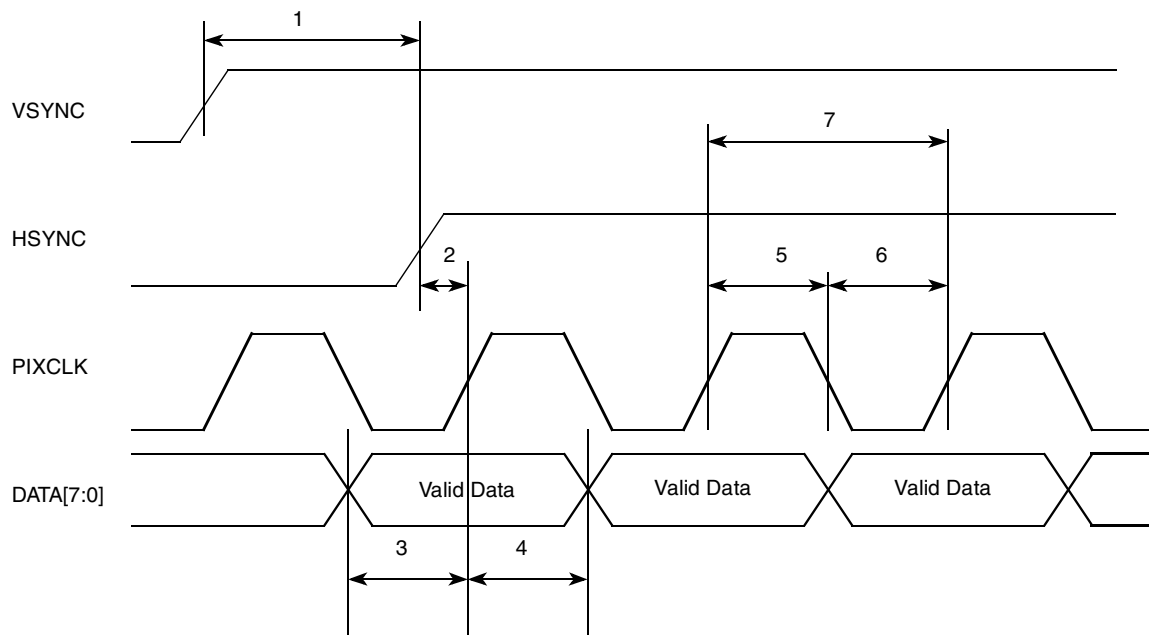 1
VSYNC
7
HSYNC
2
5
6
PIXCLK
DATA[7:0]
Valid Data
Valid Data
Valid Data
3
4